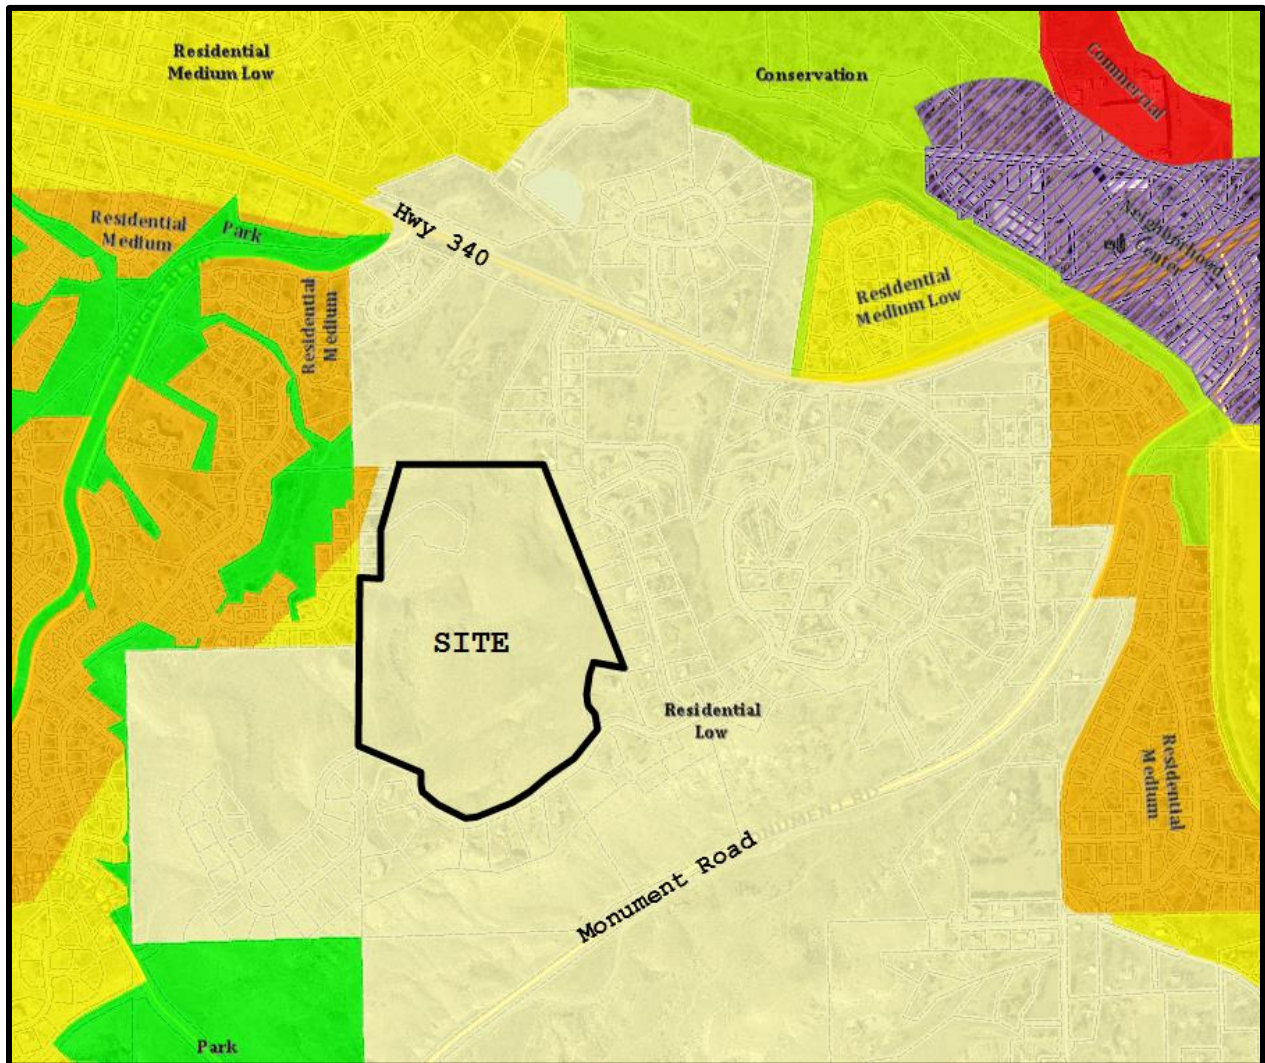 Residential
Medium Low
Conservation
Commercial
Residential
Medium
Park
Hwy 340
Neighborhood
Center
Residential
Medium Low
Residential
Medium
SITE
Residential
Low
Residential
Medium
Monument Road
Park